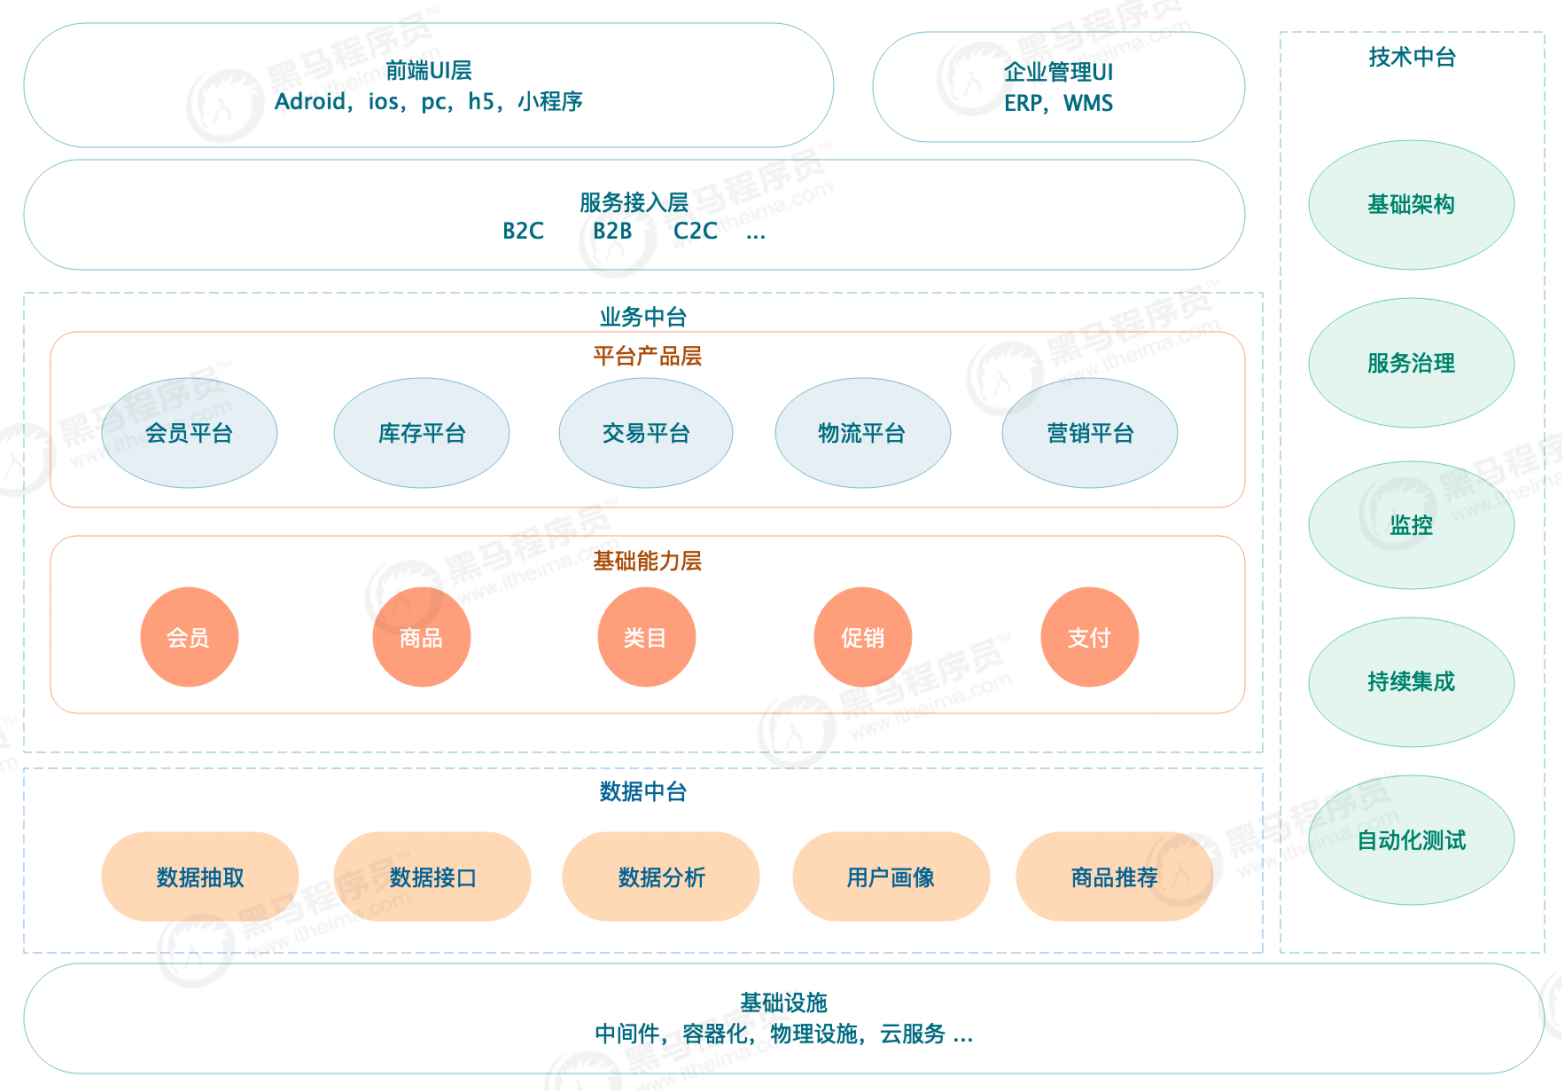 前端UI层
Adroid，ios，pc，h5，小程序
企业管理UI
ERP，WMS
服务接入层
B2C B2B C2C ...
业务中台
平台产品层
会员平台
库存平台
交易平台
物流平台
营销平台
基础能力层
会员
商品
类目
促销
支付
数据中台
数据抽取
数据接口
数据分析
用户画像
商品推荐
技术中台
基础架构
服务治理
监控
持续集成
自动化测试
基础设施
中间件，容器化，物理设施，云服务 ...
黑马程序员™
www.itheima.com